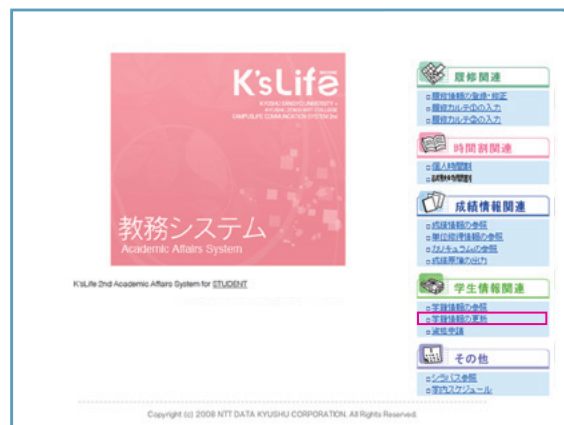 K'sLife
KYUSHU SANGYO UNIVERSITY +
KYUSHU ZOKEI ART COLLEGE
CAMPUSLIFE COMMUNICATION SYSTEM 2nd
教務システム
Academic Affairs System
K'sLife 2nd Academic Affairs System for STUDENT
履修関連
履修情報の登録・修正
履修カルテ①の入力
履修カルテ②の入力
時間割関連
個人時間割
試験時間割
成績情報関連
成績情報の参照
単位修得情報の参照
カリキュラムの参照
成績原簿の出力
学生情報関連
学籍情報の参照
学籍情報の更新
資格申請
その他
シラバス参照
学内スケジュール
Copyright (c) 2008 NTT DATA KYUSHU CORPORATION. All Rights Reserved.